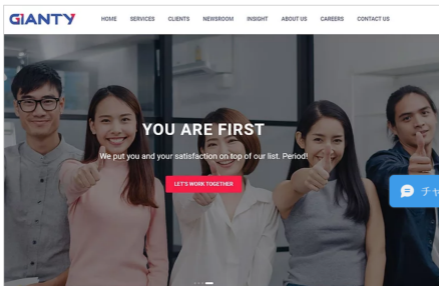 GIANTY
HOME SERVICES CLIENTS NEWSROOM INSIGHT ABOUT US CAREERS CONTACT US
YOU ARE FIRST
We put you and your satisfaction on top of our list. Period!
LET'S WORK TOGETHER
チャ